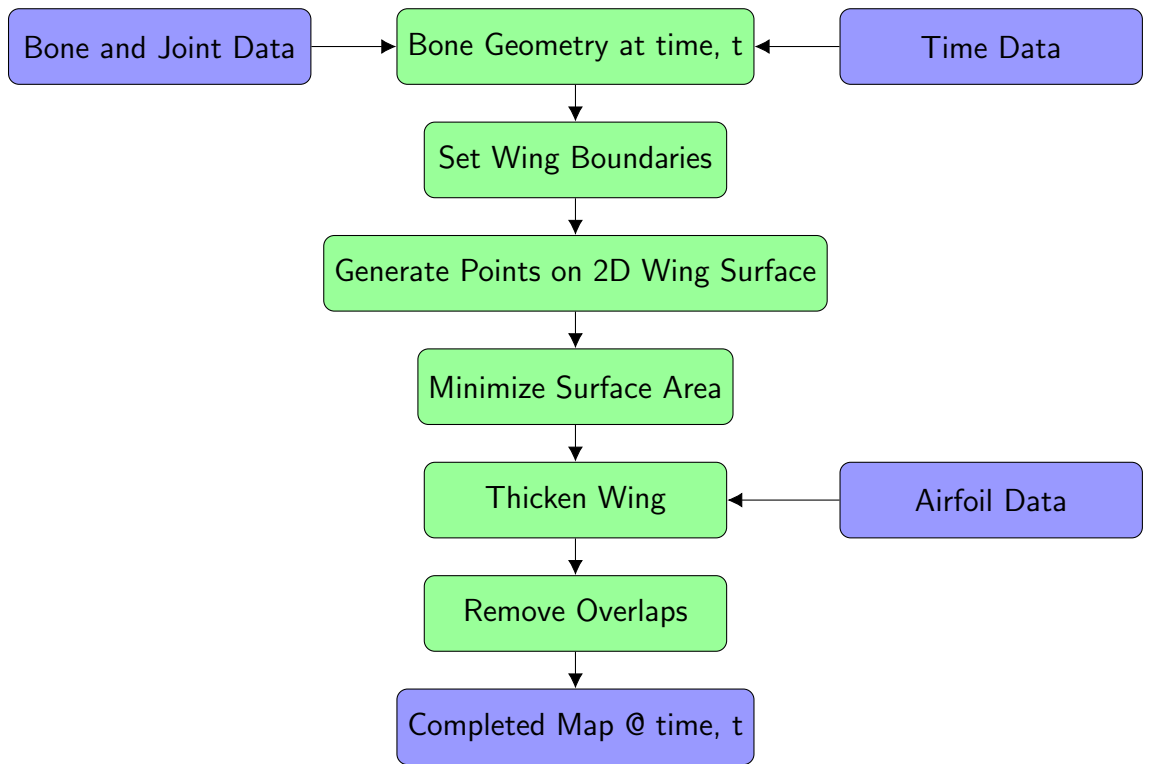 Bone and Joint Data
Bone Geometry at time, t
Time Data
Set Wing Boundaries
Generate Points on 2D Wing Surface
Minimize Surface Area
Thicken Wing
Airfoil Data
Remove Overlaps
Completed Map @ time, t